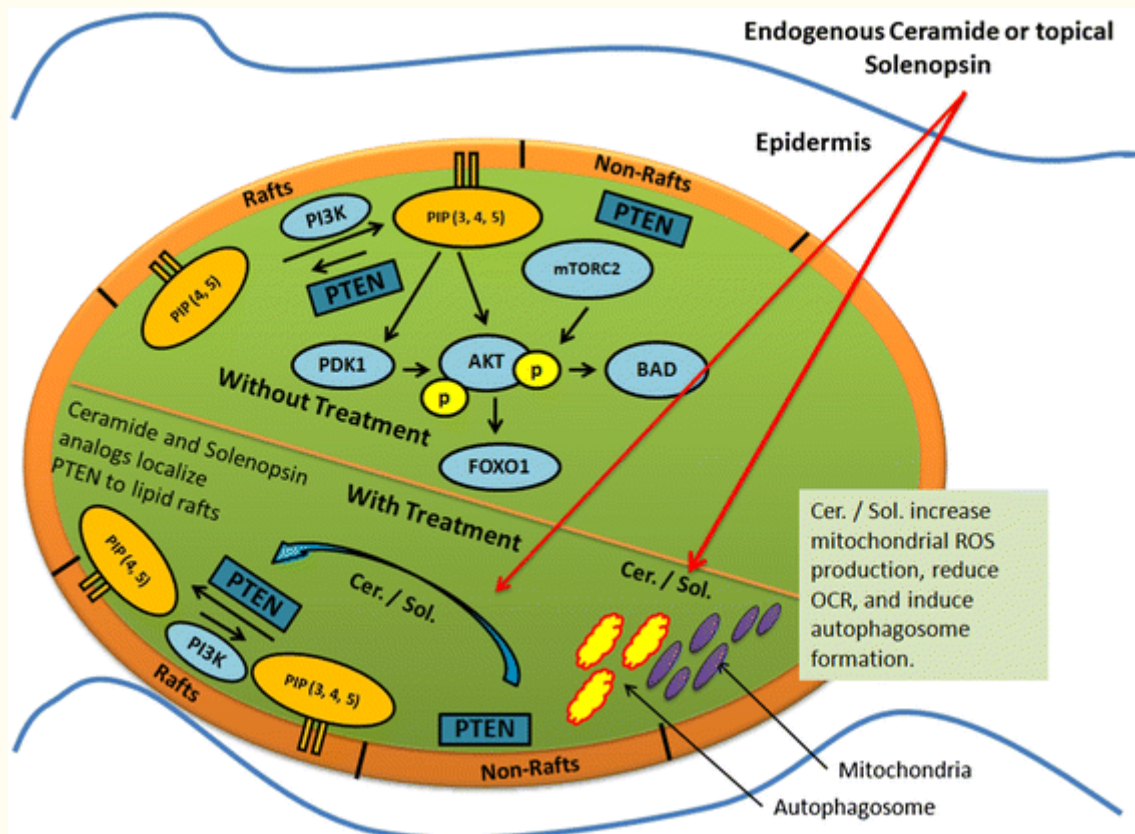 Endogenous Ceramide or topical
Solenopsin
Epidermis
Rafts
Non-Rafts
PI3K
PIP (3, 4, 5)
PTEN
PIP (4, 5)
PTEN
mTORC2
PDK1
AKT
p
p
BAD
FOXO1
Without Treatment
With Treatment
Ceramide and Solenopsin
analogs localize
PTEN to lipid rafts
PIP (4, 5)
PTEN
PI3K
PIP (3, 4, 5)
Cer. / Sol.
Cer. / Sol.
PTEN
Rafts
Non-Rafts
Cer. / Sol. increase
mitochondrial ROS
production, reduce
OCR, and induce
autophagosome
formation.
Mitochondria
Autophagosome